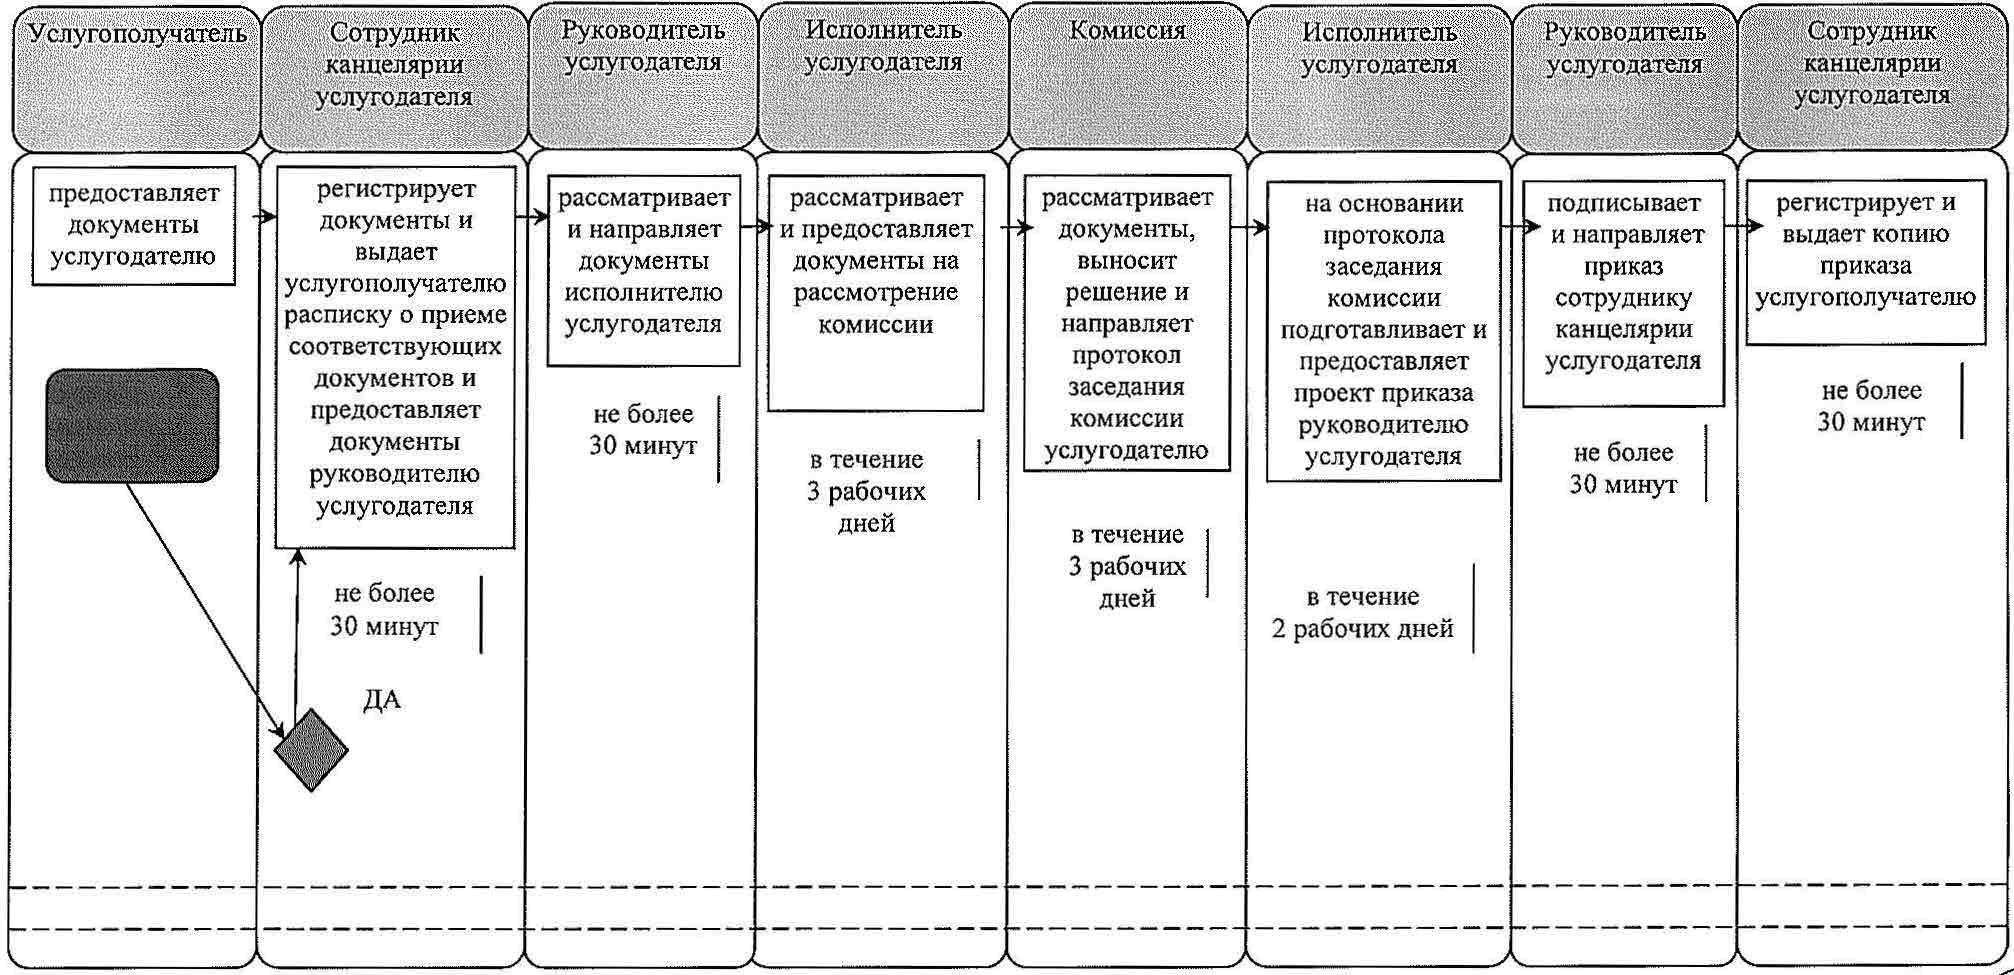 Услугополучатель
Сотрудник
канцелярии
услугодателя
Руководитель
услугодателя
Исполнитель
услугодателя
Комиссия
Исполнитель
услугодателя
Руководитель
услугодателя
Сотрудник
канцелярии
услугодателя
предоставляет
документы
услугодателю
регистрирует
документы и
выдает
услугополучателю
расписку о приеме
соответствующих
документов и
предоставляет
документы
руководителю
услугодателя
не более
30 минут
ДА
рассматривает
и направляет
документы
исполнителю
услугодателя
не более
30 минут
рассматривает
и предоставляет
документы на
рассмотрение
комиссии
в течение
3 рабочих
дней
рассматривает
документы,
выносит
решение и
направляет
протокол
заседания
комиссии
услугодателю
в течение
3 рабочих
дней
на основании
протокола
заседания
комиссии
подготавливает и
предоставляет
проект приказа
руководителю
услугодателя
в течение
2 рабочих дней
подписывает
и направляет
приказ
сотруднику
канцелярии
услугодателя
не более
30 минут
регистрирует и
выдает копию
приказа
услугополучателю
не более
30 минут